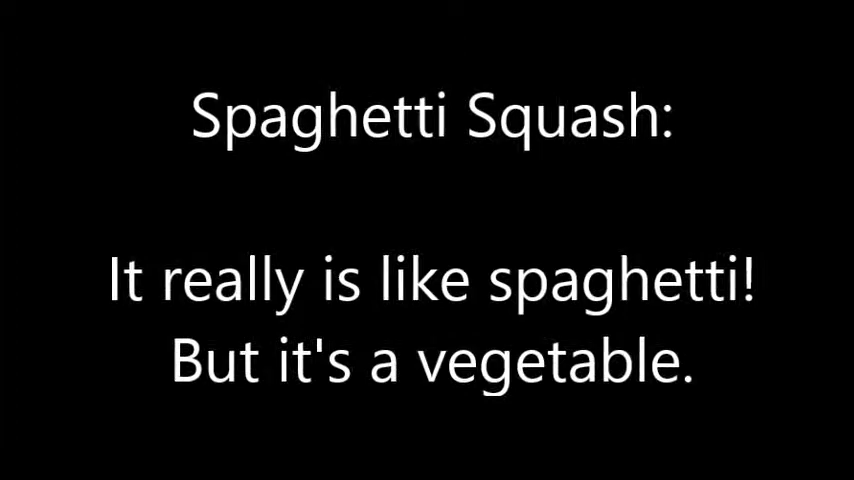 Spaghetti Squash:
It really is like spaghetti!
But it's a vegetable.